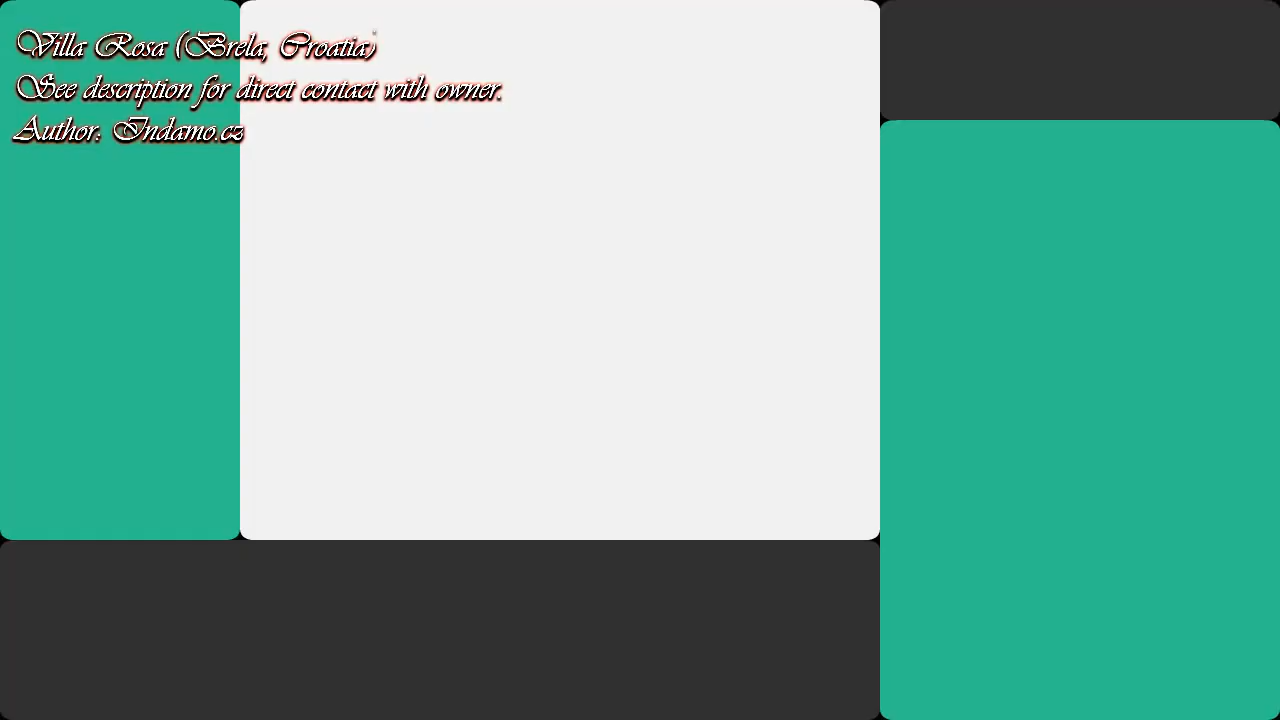 Villa Rosa (Brela, Croatia)
See description for direct contact with owner.
Author: Indamo.cz